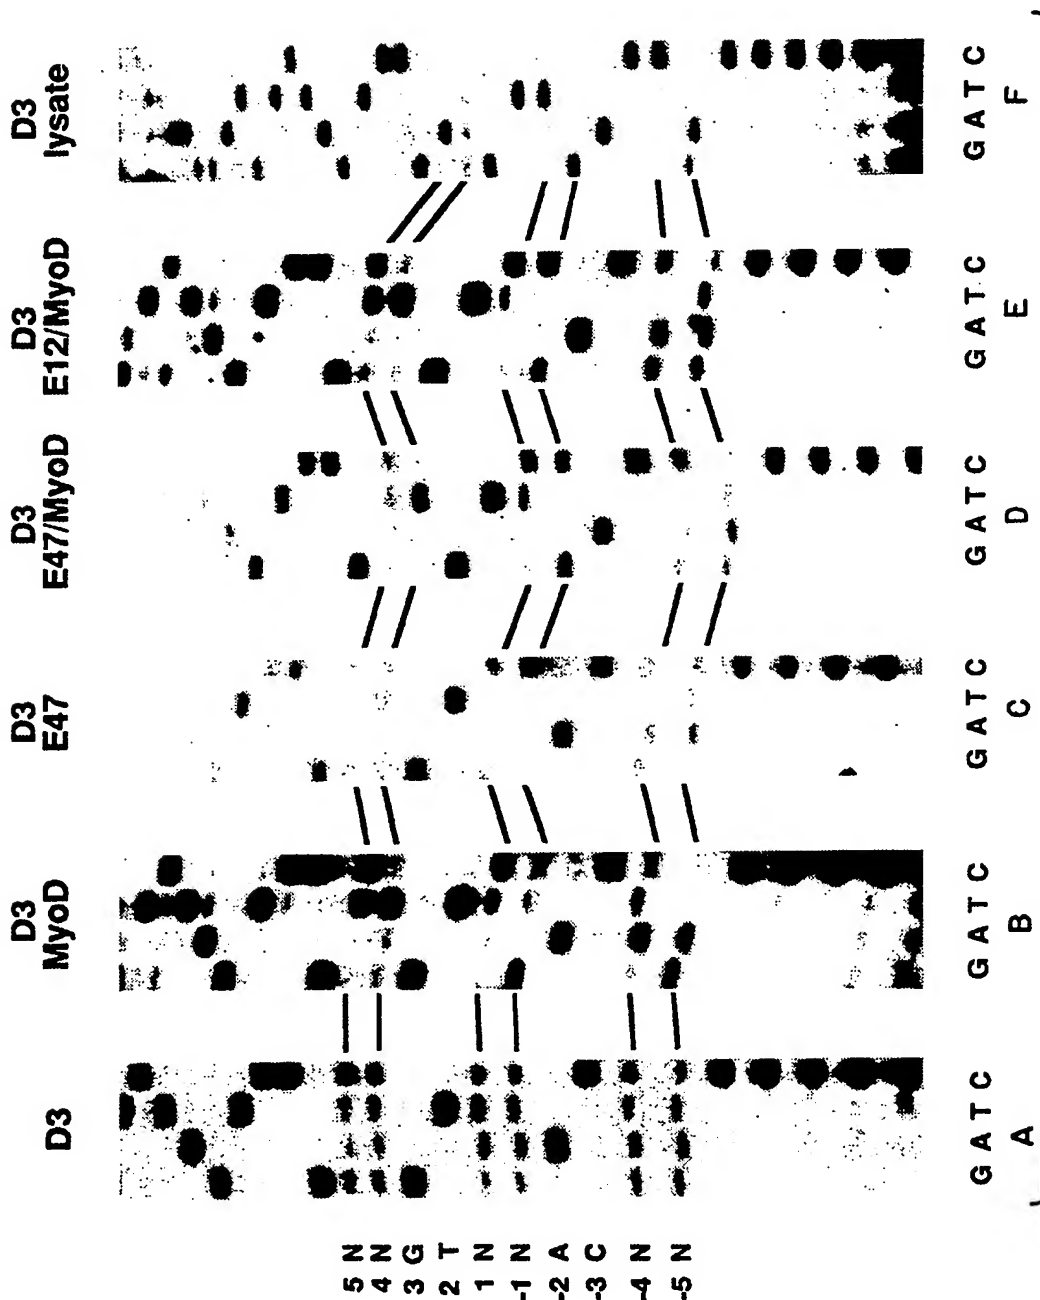 D3
lysate
G A T C
F
D3
E12/MyoD
G A T C
E
D3
E47/MyoD
G A T C
D
D3
E47
G A T C
C
D3
MyoD
G A T C
B
D3
G A T C
A
5 N
4 N
3 G
2 T
1 N
-1 N
-2 A
-3 C
-4 N
-5 N